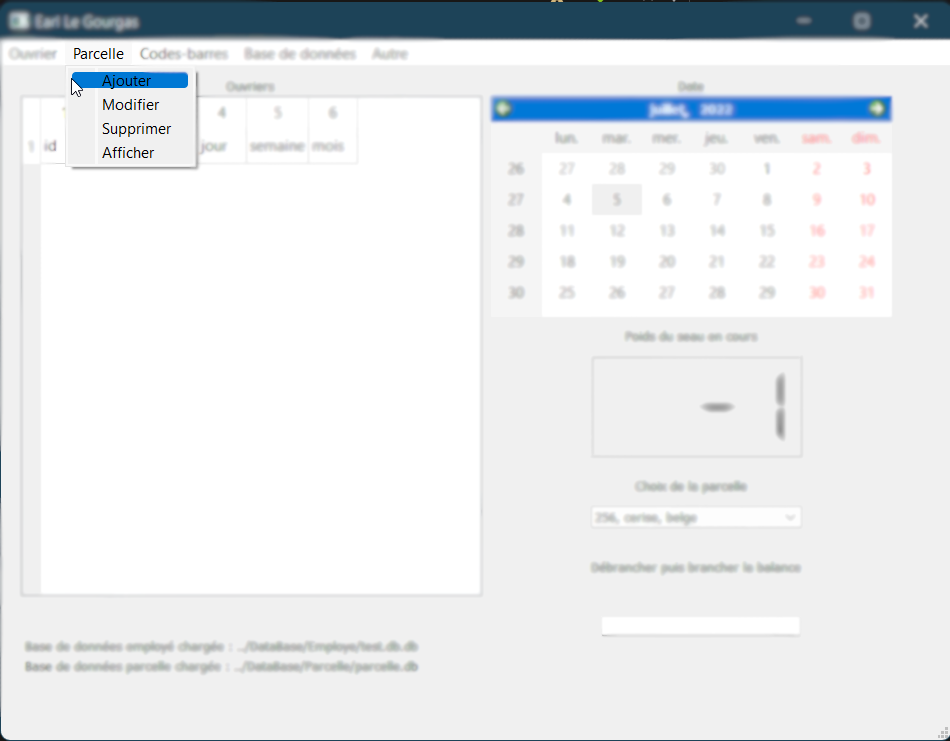 Earl Le Gourgas
Ouvrier Parcelle Codes-barres Base de données Autre
Ajouter
Modifier
Supprimer
Afficher
Ouvriers
4 5 6
1 id jour semaine mois
Date
juillet, 2022
lun. mar. mer. jeu. ven. sam. dim.
26 27 28 29 30 1 2 3
27 4 5 6 7 8 9 10
28 11 12 13 14 15 16 17
29 18 19 20 21 22 23 24
30 25 26 27 28 29 30 31
Poids du seau en cours
-1
Choix de la parcelle
256, cerise, belge
Débrancher puis brancher la balance
Base de données employé chargée : ../DataBase/Employe/test.db.db
Base de données parcelle chargée : ../DataBase/Parcelle/parcelle.db